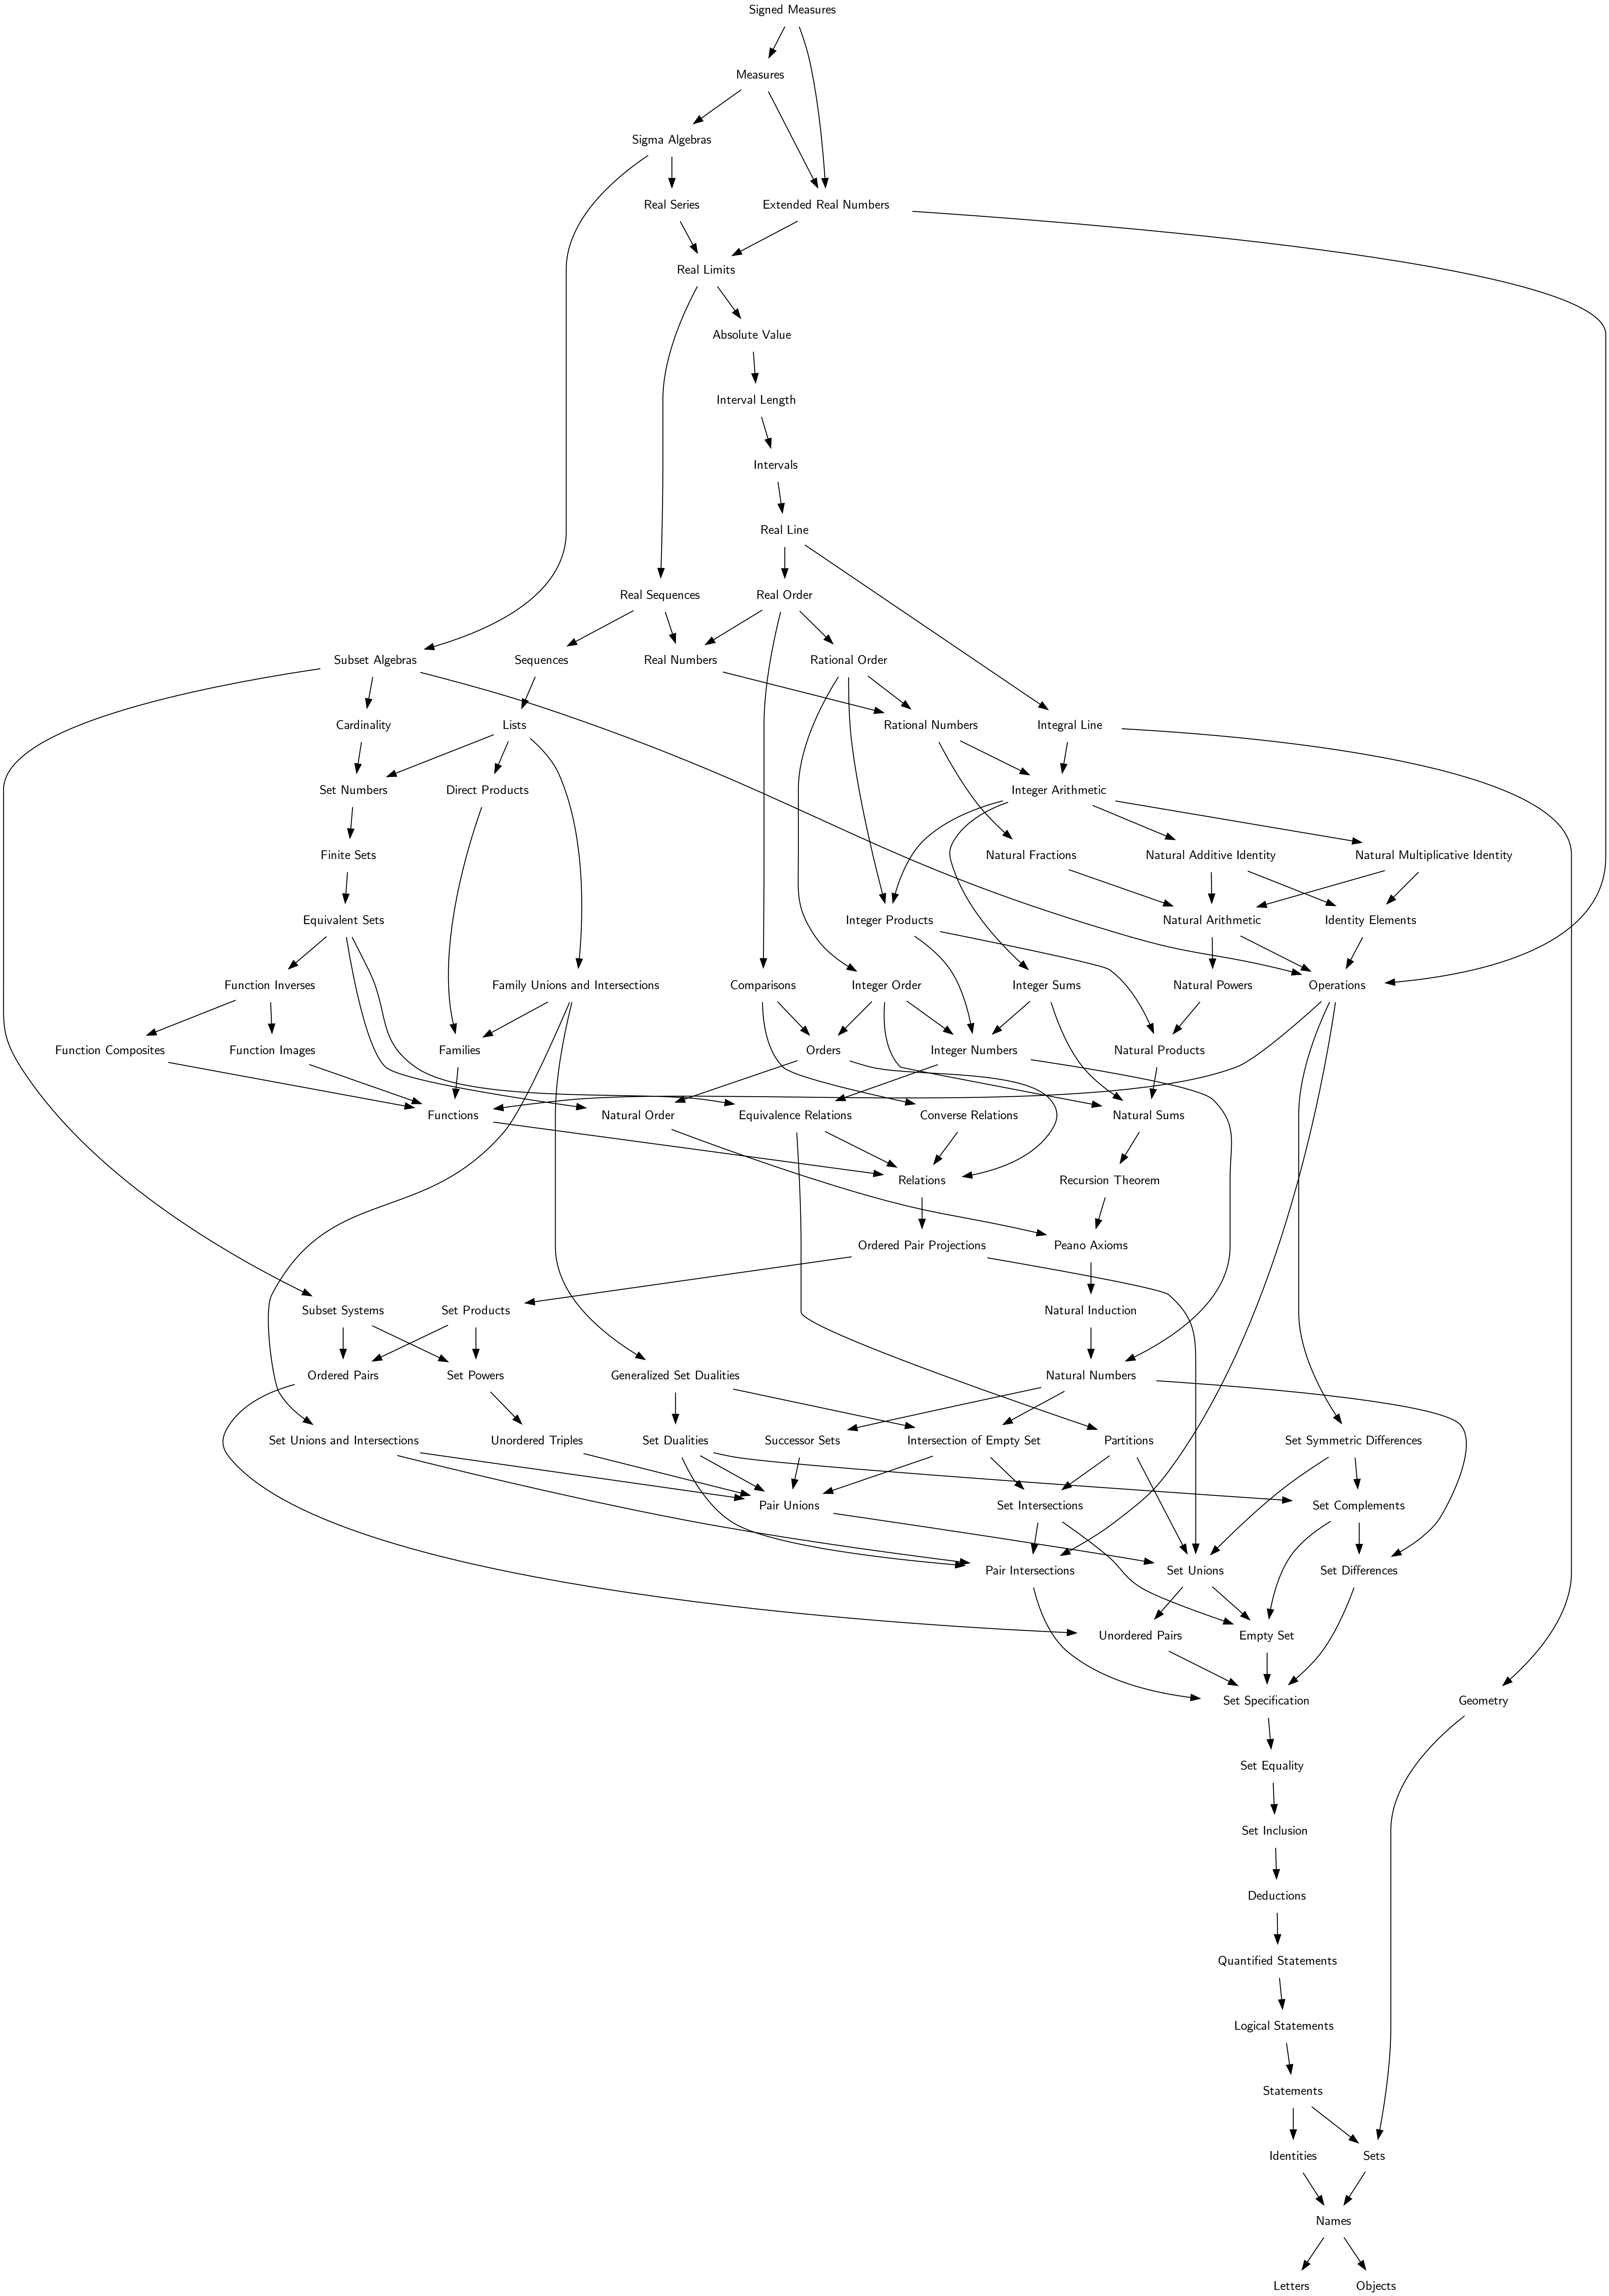 Signed Measures
Measures
Sigma Algebras
Real Series
Extended Real Numbers
Real Limits
Absolute Value
Interval Length
Intervals
Real Line
Real Sequences
Real Order
Subset Algebras
Sequences
Real Numbers
Rational Order
Cardinality
Lists
Rational Numbers
Integral Line
Set Numbers
Direct Products
Integer Arithmetic
Finite Sets
Natural Fractions
Natural Additive Identity
Natural Multiplicative Identity
Equivalent Sets
Integer Products
Natural Arithmetic
Identity Elements
Function Inverses
Family Unions and Intersections
Comparisons
Integer Order
Integer Sums
Natural Powers
Operations
Function Composites
Function Images
Families
Orders
Integer Numbers
Natural Products
Functions
Natural Order
Equivalence Relations
Converse Relations
Natural Sums
Relations
Recursion Theorem
Ordered Pair Projections
Peano Axioms
Subset Systems
Set Products
Natural Induction
Ordered Pairs
Set Powers
Generalized Set Dualities
Natural Numbers
Set Unions and Intersections
Unordered Triples
Set Dualities
Successor Sets
Intersection of Empty Set
Partitions
Set Symmetric Differences
Pair Unions
Set Intersections
Set Complements
Pair Intersections
Set Unions
Set Differences
Unordered Pairs
Empty Set
Set Specification
Geometry
Set Equality
Set Inclusion
Deductions
Quantified Statements
Logical Statements
Statements
Identities
Sets
Names
Letters
Objects